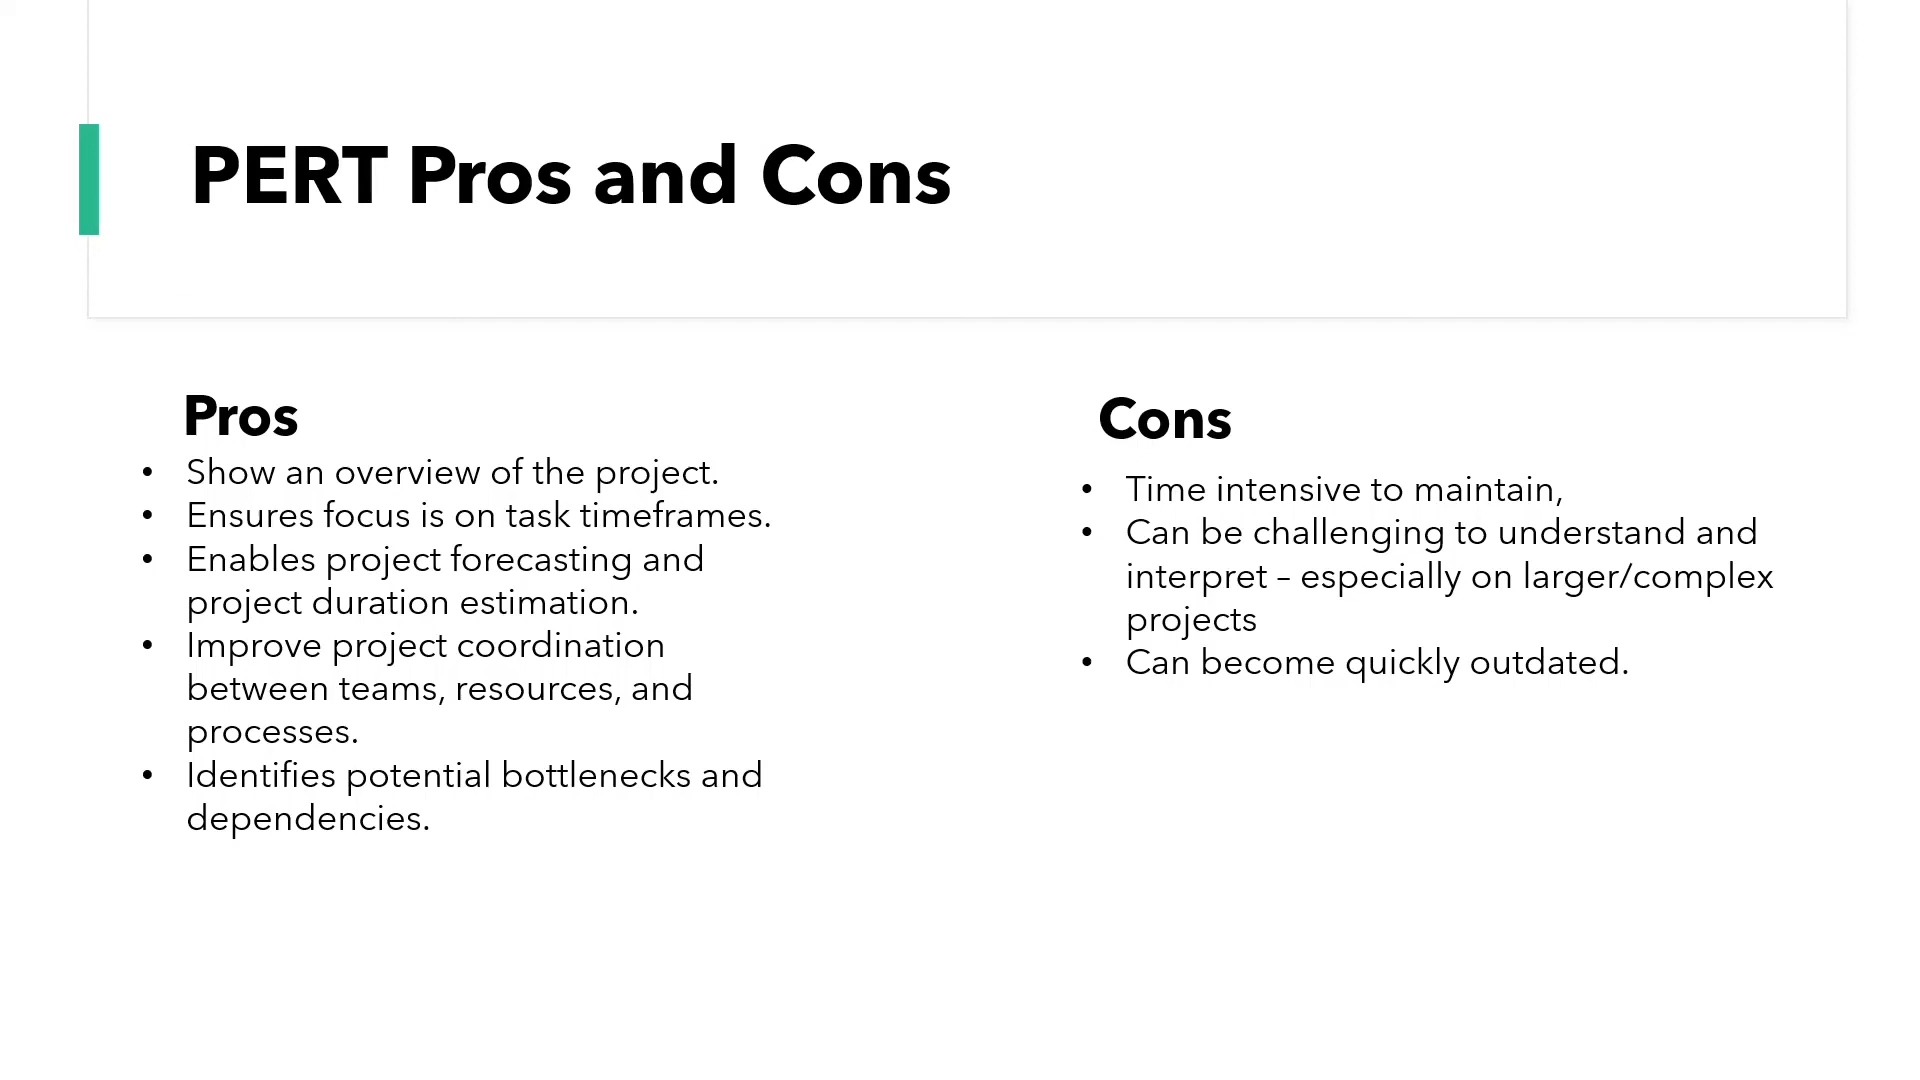 PERT Pros and Cons
Pros
• Show an overview of the project.
• Ensures focus is on task timeframes.
• Enables project forecasting and
project duration estimation.
• Improve project coordination
between teams, resources, and
processes.
• Identifies potential bottlenecks and
dependencies.
Cons
• Time intensive to maintain,
• Can be challenging to understand and
interpret – especially on larger/complex
projects
• Can become quickly outdated.